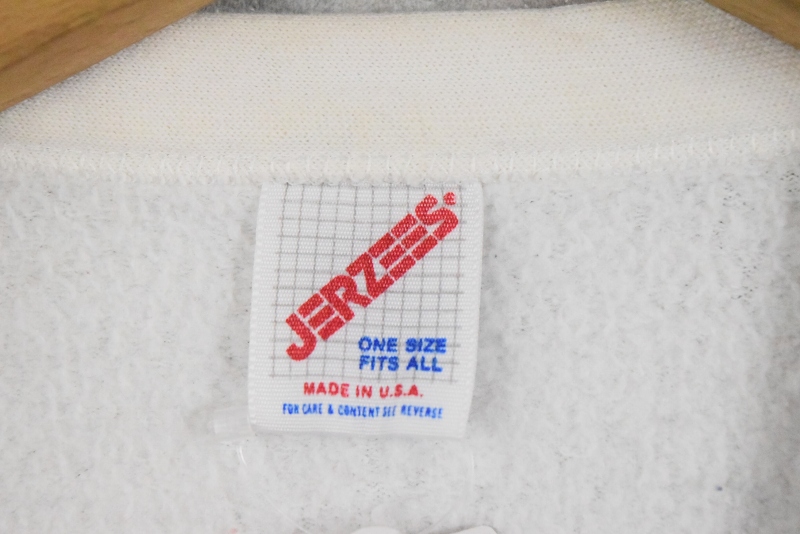 JERZEES®
ONE SIZE
FITS ALL
MADE IN U.S.A.
FOR CARE & CONTENT SEE REVERSE